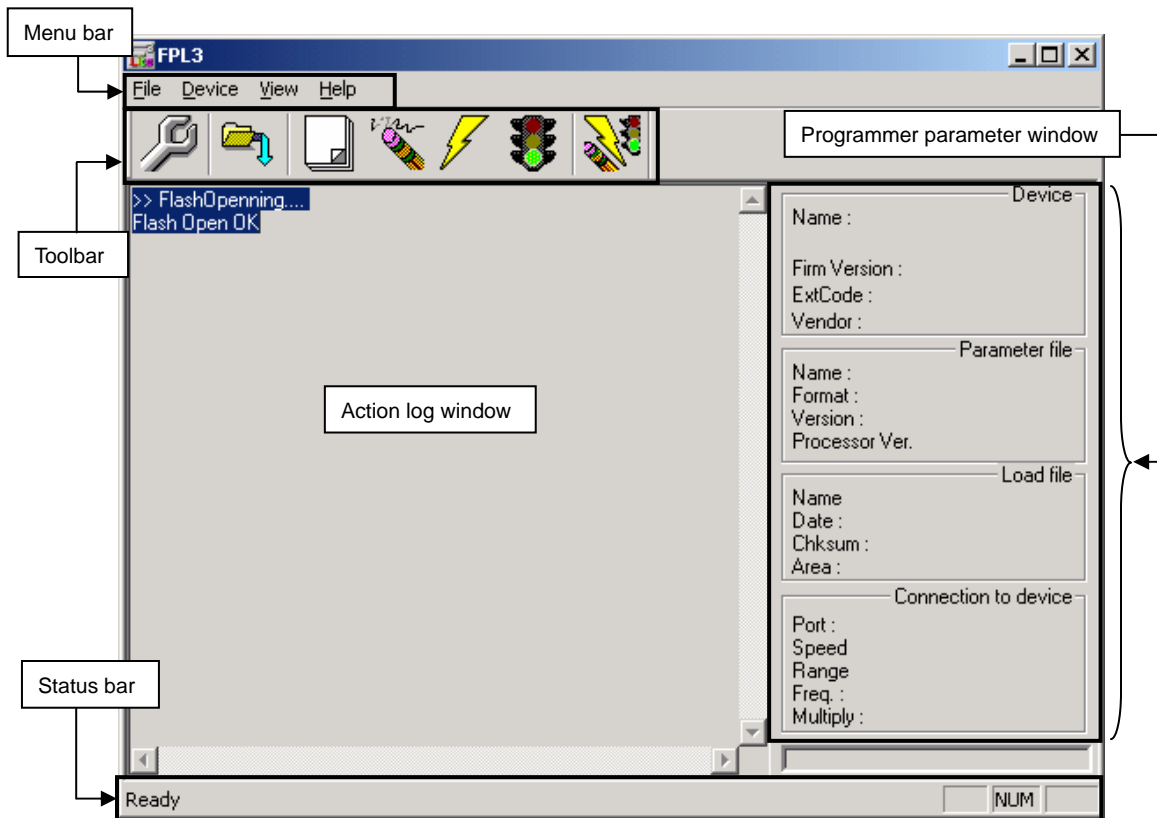 Menu bar
FPL3
File Device View Help
Programmer parameter window
Toolbar
>> FlashOpenning....
Flash Open OK
Action log window
Device
Name :
Firm Version :
ExtCode :
Vendor :
Parameter file
Name :
Format :
Version :
Processor Ver.
Load file
Name
Date :
Chksum :
Area :
Connection to device
Port :
Speed
Range
Freq. :
Multiply :
Status bar
Ready
NUM